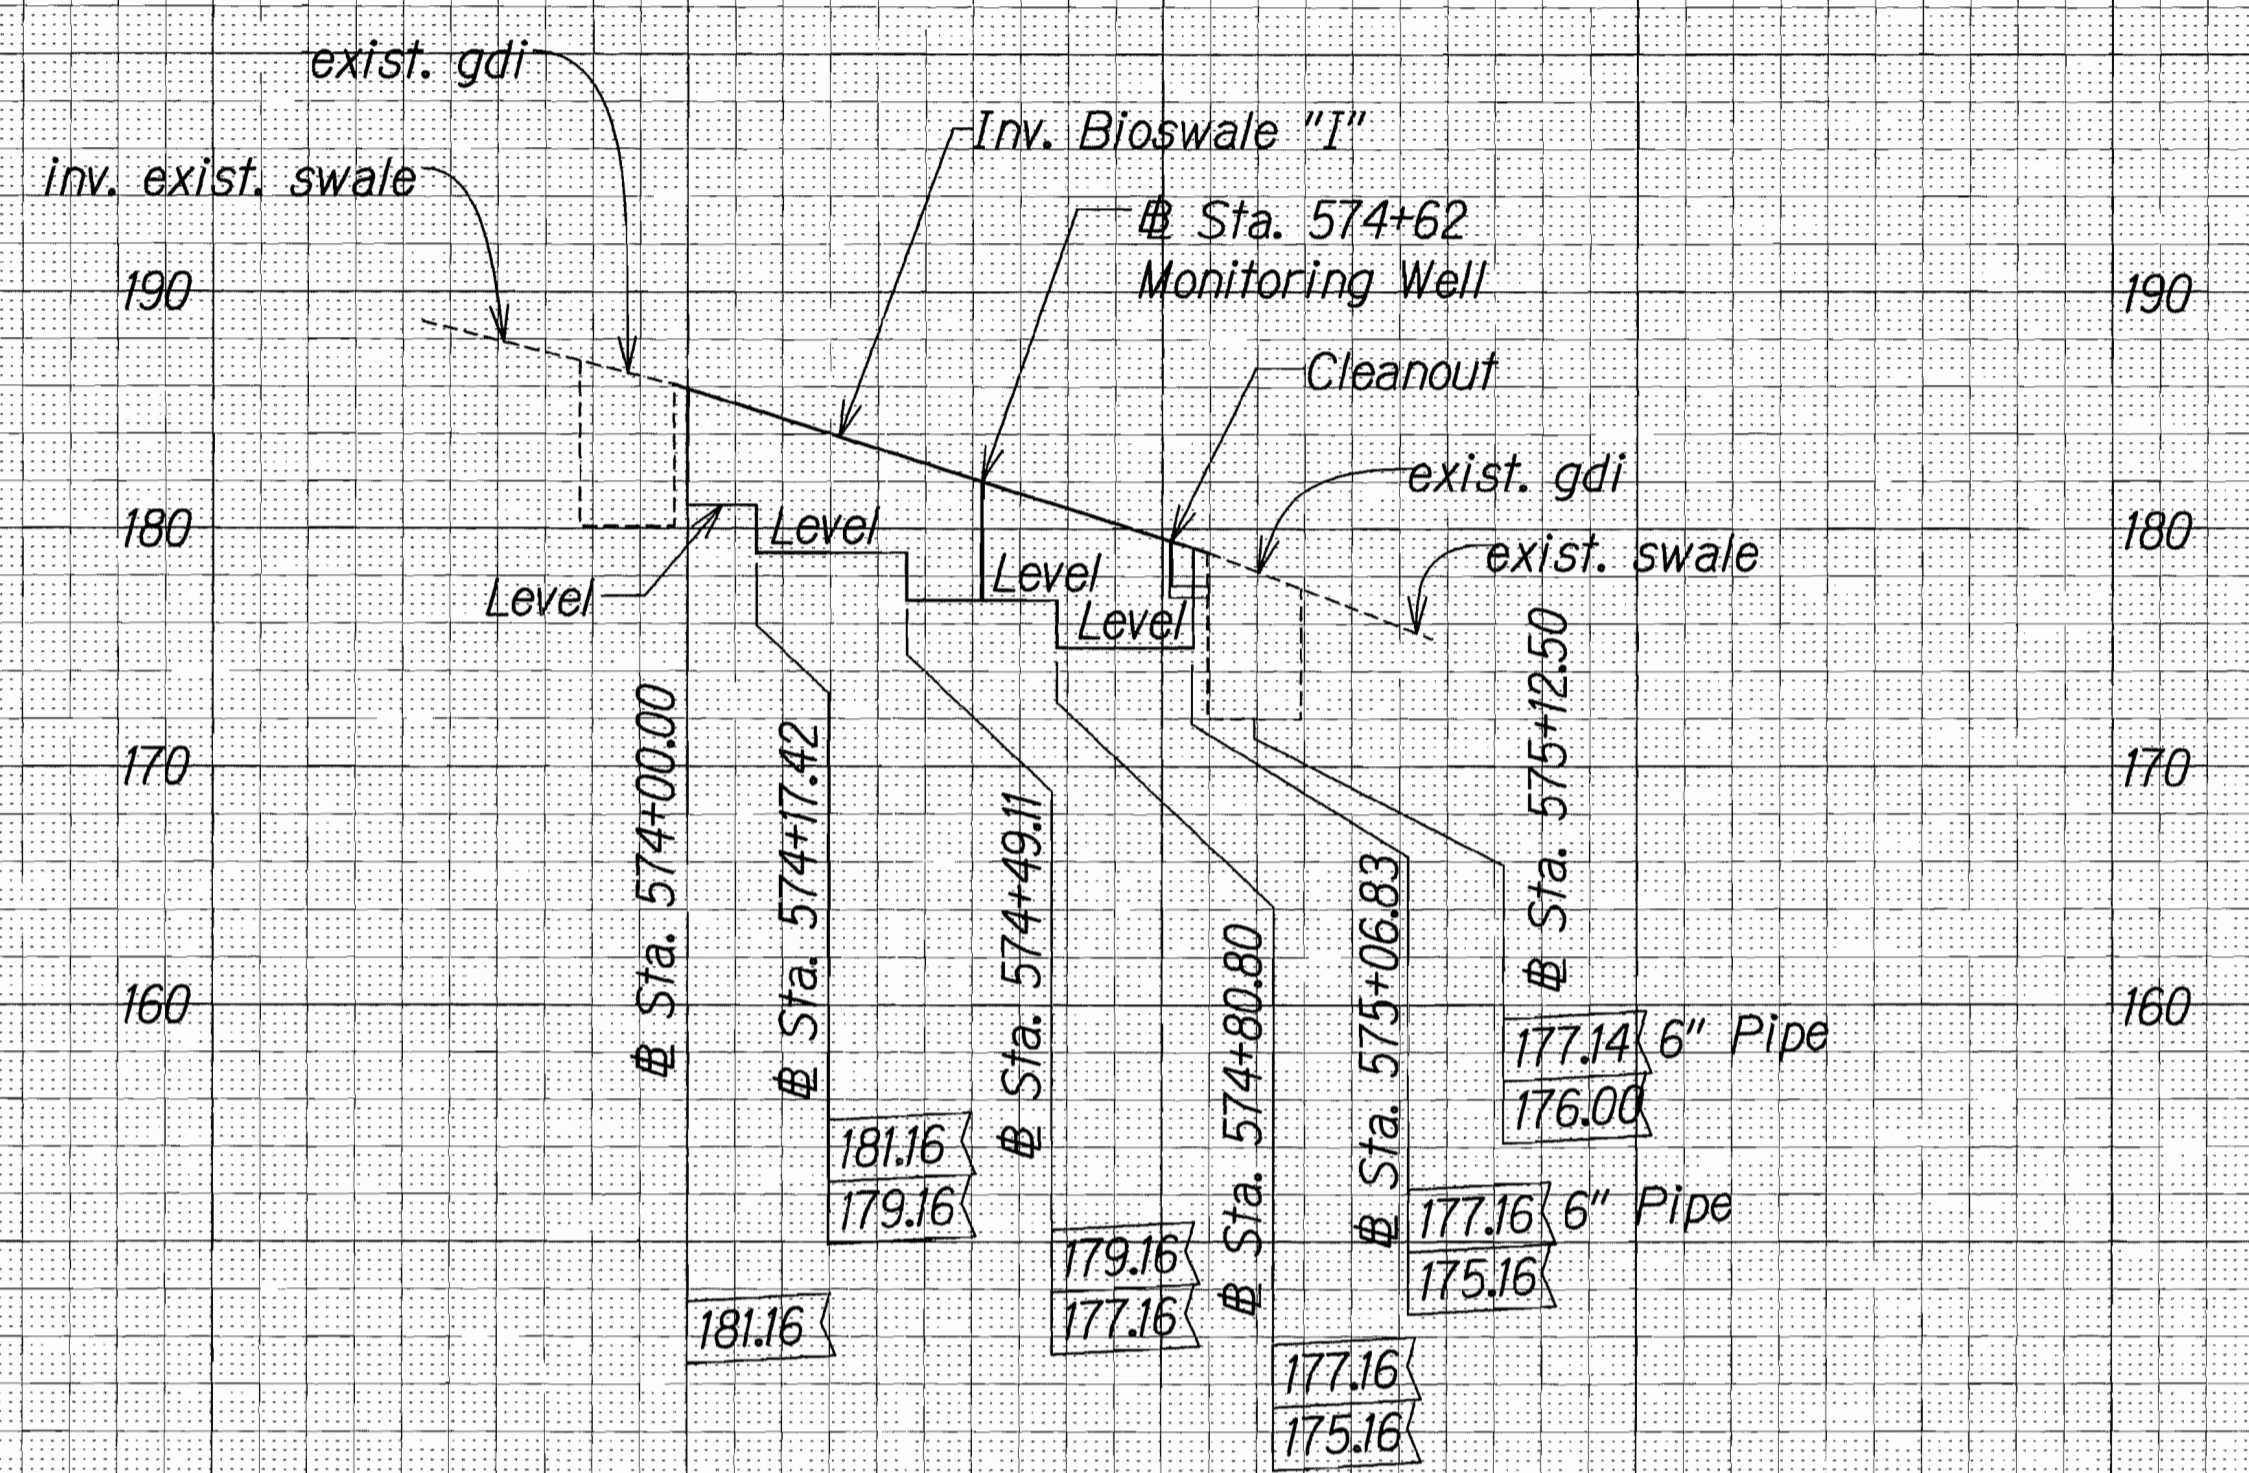 exist. gdi
Inv. Bioswale "I"
inv. exist. swale
℄ Sta. 574+62
Monitoring Well
190
190
Cleanout
exist. gdi
180
Level
180
exist. swale
Level
Level
Level
170
170
℄ Sta. 574+00.00
℄ Sta. 574+17.42
℄ Sta. 574+49.11
℄ Sta. 574+80.80
℄ Sta. 575+06.83
℄ Sta. 575+12.50
160
160
177.14 6" Pipe
176.00
181.16
179.16
177.16 6" Pipe
175.16
179.16
177.16
181.16
177.16
175.16